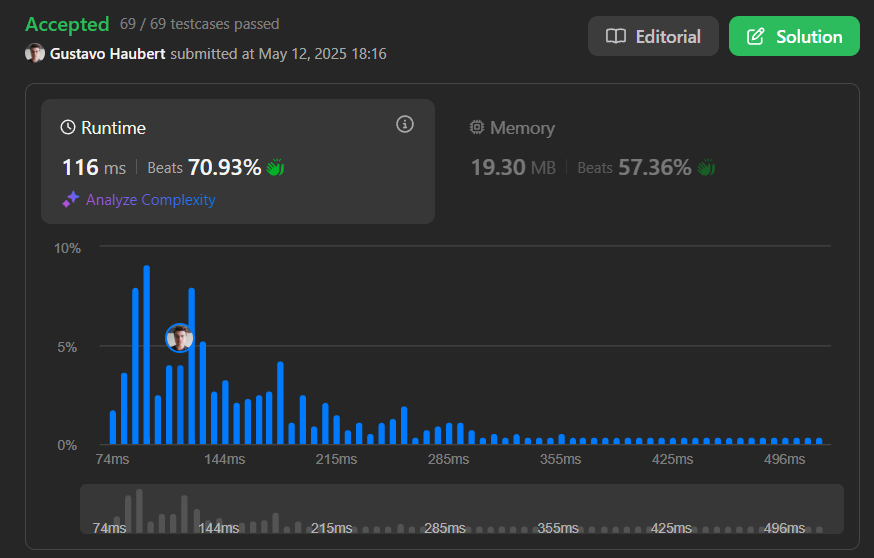 Accepted 69 / 69 testcases passed
Gustavo Haubert submitted at May 12, 2025 18:16
Editorial
Solution
Runtime
116 ms Beats 70.93%
Analyze Complexity
Memory
19.30 MB Beats 57.36%
10%
5%
0%
74ms 144ms 215ms 285ms 355ms 425ms 496ms
74ms 144ms 215ms 285ms 355ms 425ms 496ms